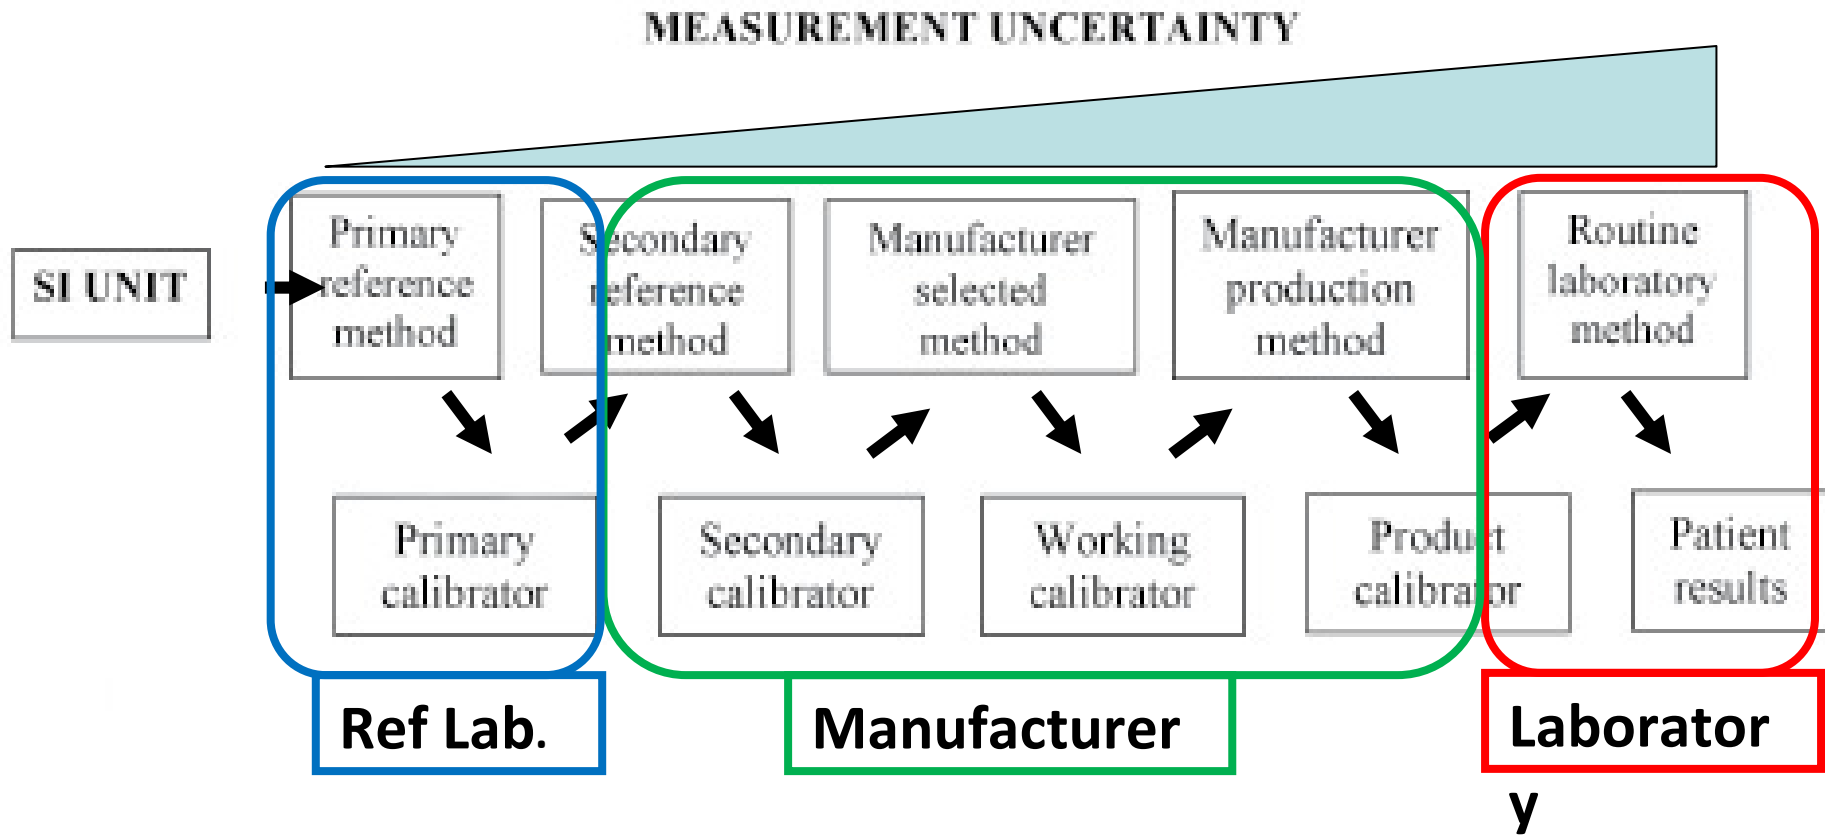 MEASUREMENT UNCERTAINTY
SI UNIT
Primary
reference
method
Secondary
reference
method
Manufacturer
selected
method
Manufacturer
production
method
Routine
laboratory
method
Primary
calibrator
Secondary
calibrator
Working
calibrator
Product
calibrator
Patient
results
Ref Lab.
Manufacturer
Laborator
y